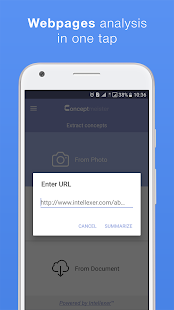 Webpages analysis
in one tap
38%
10:36
Extract concepts
From Photo
Enter URL
http://www.intellexer.com/ab...
CANCEL
SUMMARIZE
From Document